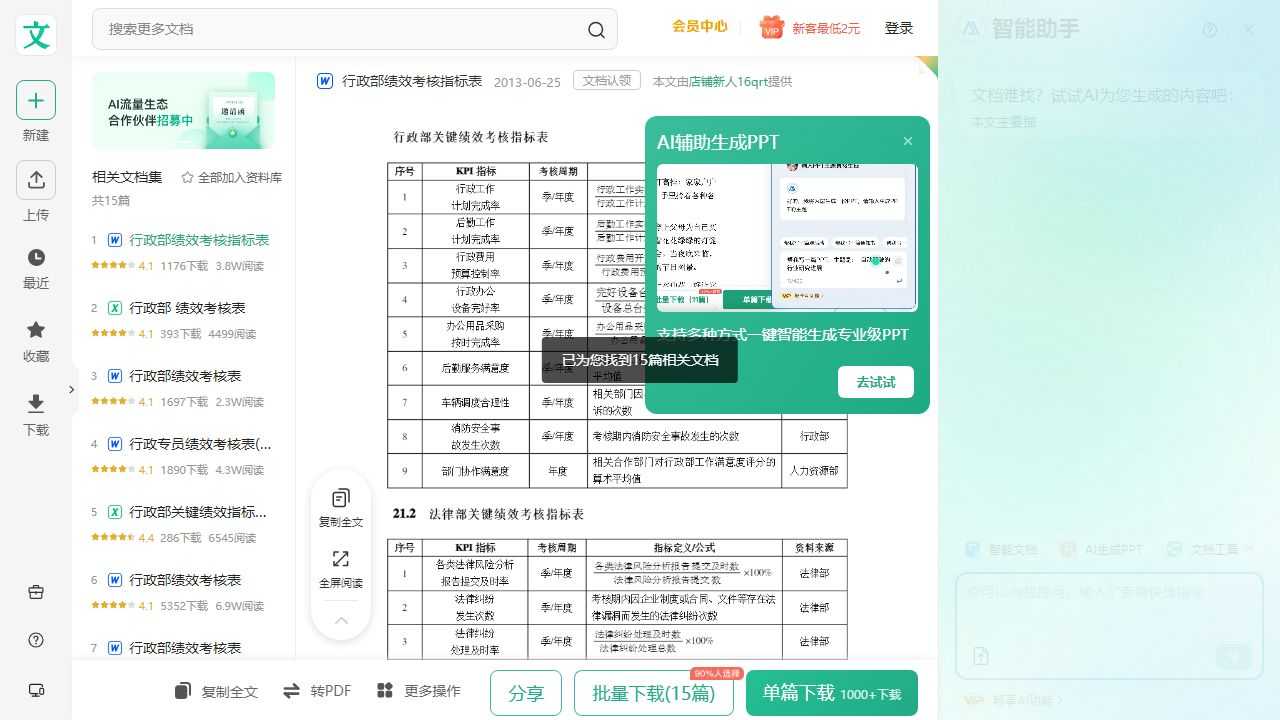 文
新建
上传
最近
收藏
下载
搜索更多文档
会员中心
VIP
新客最低2元
登录
AI流量生态
合作伙伴招募中
邀请函
相关文档集
全部加入资料库
共15篇
1 行政部绩效考核指标表
4.1 1176下载 3.8W阅读
2 行政部 绩效考核表
4.1 393下载 4499阅读
3 行政部绩效考核表
4.1 1697下载 2.3W阅读
4 行政专员绩效考核表(...
4.1 1890下载 4.3W阅读
5 行政部关键绩效指标...
4.4 286下载 6545阅读
6 行政部绩效考核表
4.1 5352下载 6.9W阅读
7 行政部绩效考核表
行政部绩效考核指标表 2013-06-25 文档认领 本文由店铺新人16qrt提供
行政部关键绩效考核指标表
序号 KPI 指标 考核周期
1 行政工作计划完成率 季/年度 行政工作实 行政工作计
2 后勤工作计划完成率 季/年度 后勤工作实 后勤工作计
3 行政费用预算控制率 季/年度 行政费用开 行政费用预
4 行政办公设备完好率 季/年度 完好设备台 设备总台
5 办公用品采购按时完成率 办公用品采
6 后勤服务满意度 季/年度 平均值
7 车辆调度合理性 季/年度 相关部门因 诉的次数
8 消防安全事故发生次数 季/年度 考核期内消防安全事故发生的次数 行政部
9 部门协作满意度 年度 相关合作部门对行政部工作满意度评分的算术平均值 人力资源部
21.2 法律部关键绩效考核指标表
序号 KPI 指标 考核周期 指标定义/公式 资料来源
1 各类法律风险分析报告提交及时率 季/年度 各类法律风险分析报告提交及时数 法律风险分析报告提交数 ×100% 法律部
2 法律纠纷发生次数 季/年度 考核期内因企业制度或合同、文件等存在法律漏洞而发生的法律纠纷次数 法律部
3 法律纠纷处理及时率 季/年度 法律纠纷处理及时数 法律纠纷处理总数 ×100% 法律部
AI辅助生成PPT
批量下载(11篇)
单篇下载
支持多种方式一键智能生成专业级PPT
去试试
已为您找到15篇相关文档
复制全文
全屏阅读
复制全文
转PDF
更多操作
分享
批量下载(15篇)
90%人选择
单篇下载 1000+下载
智能助手
文档难找？试试AI为您生成的内容吧：
本文主要描
智能文档
AI生成PPT
文档工具
VIP 畅享AI功能